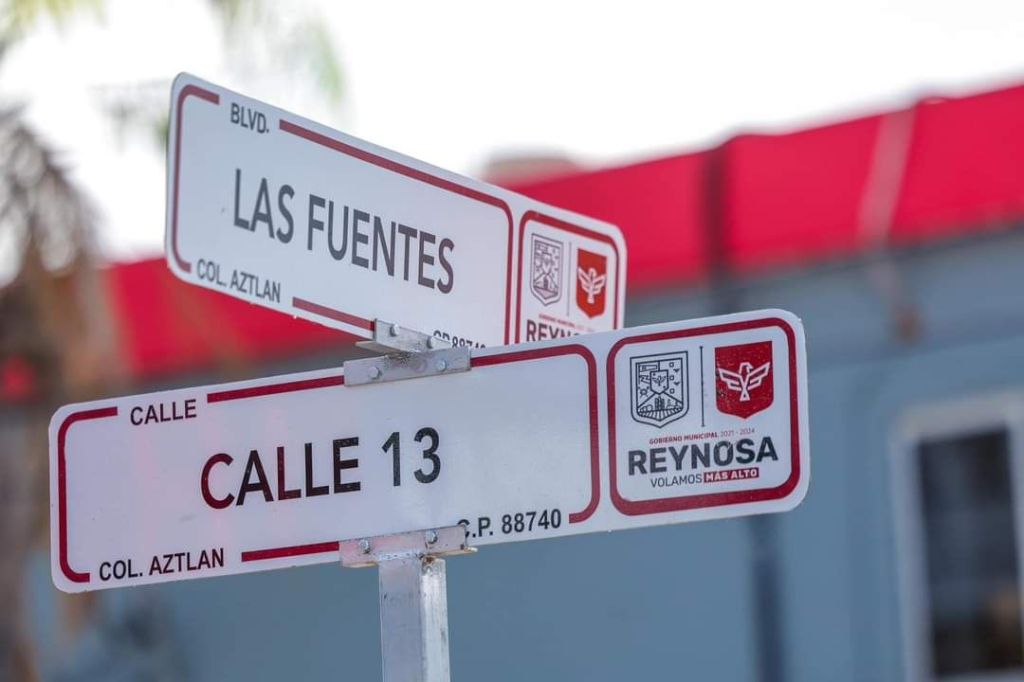 BLVD.
LAS FUENTES
COL. AZTLAN
CALLE
CALLE 13
COL. AZTLAN
C.P. 88740
GOBIERNO MUNICIPAL 2021 - 2024
REYNOSA
VOLAMOS MÁS ALTO